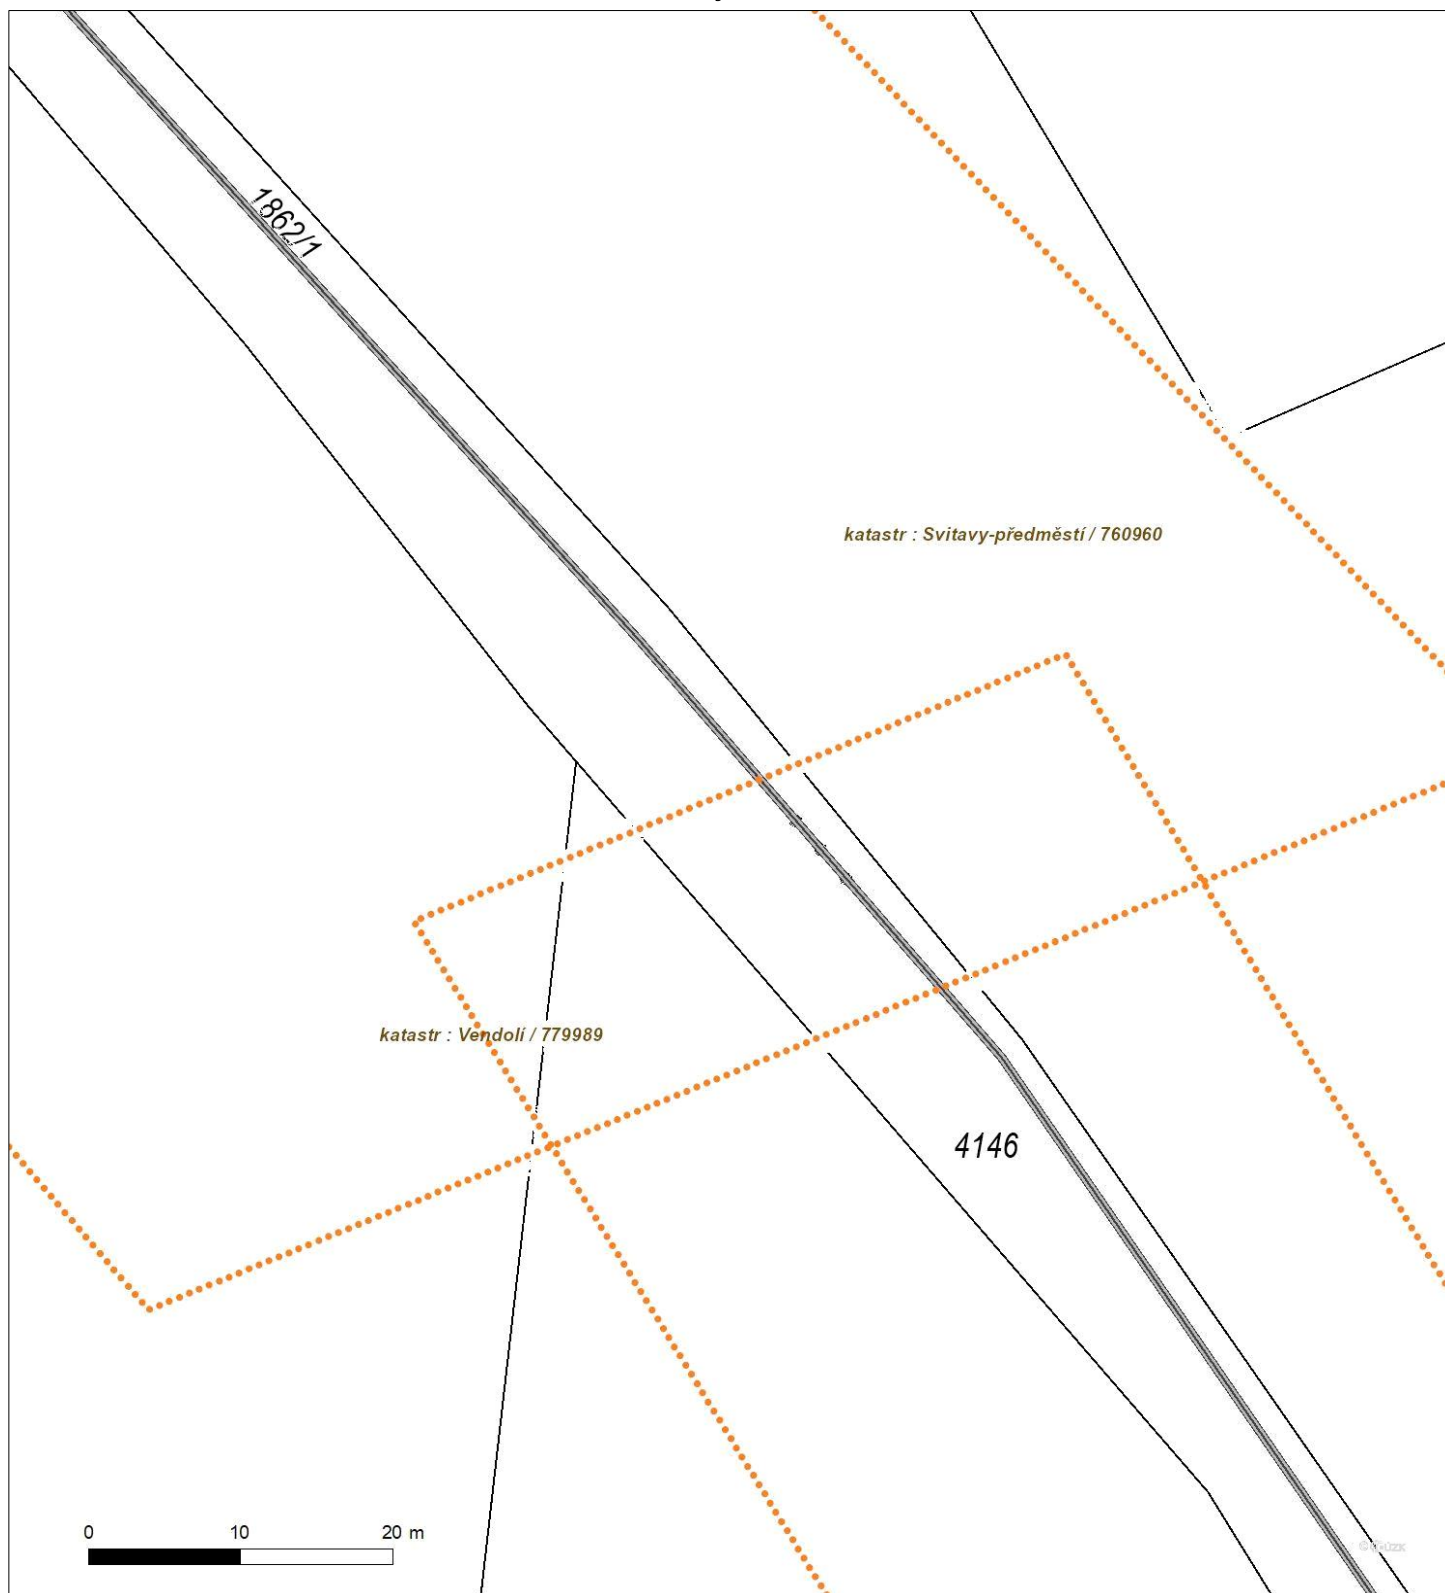 1862/1
katastr : Svitavy-předměstí / 760960
katastr : Vendolí / 779989
4146
0 10 20 m